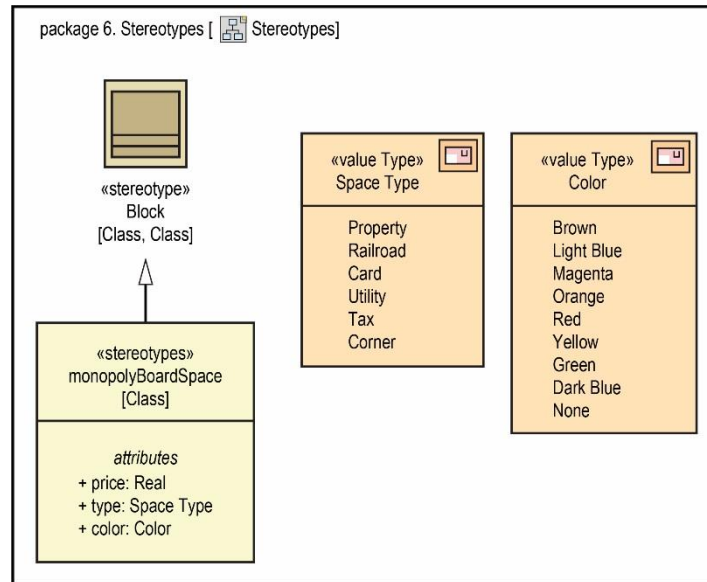 package 6. Stereotypes [ Stereotypes]
«stereotype»
Block
[Class, Class]
«stereotypes»
monopolyBoardSpace
[Class]
attributes
+ price: Real
+ type: Space Type
+ color: Color
«value Type»
Space Type
Property
Railroad
Card
Utility
Tax
Corner
«value Type»
Color
Brown
Light Blue
Magenta
Orange
Red
Yellow
Green
Dark Blue
None